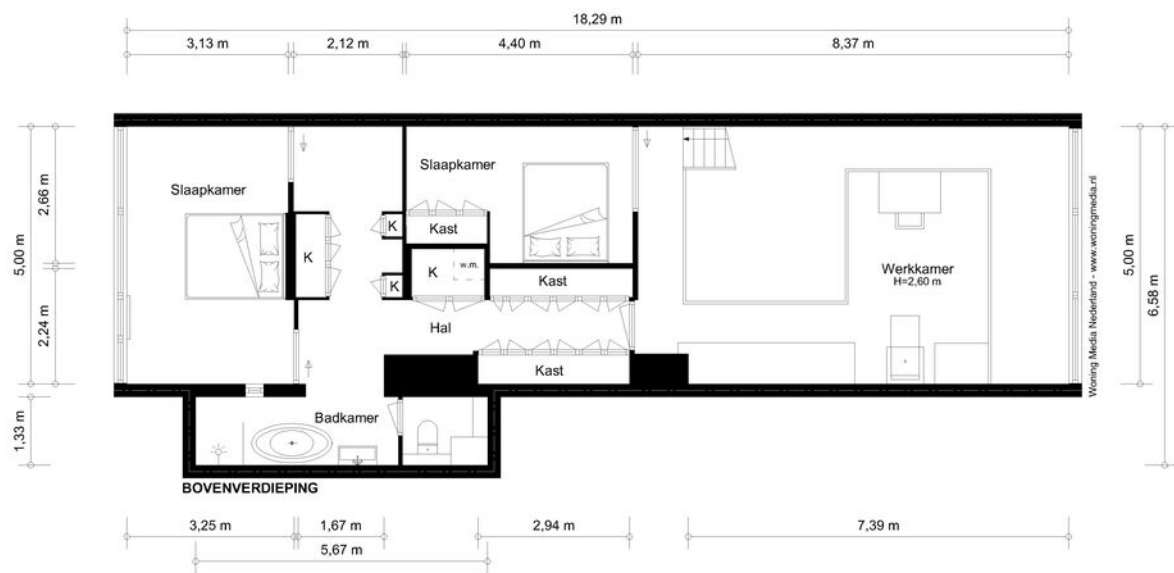 18,29 m
3,13 m
2,12 m
4,40 m
8,37 m
Slaapkamer
Slaapkamer
2,66 m
5,00 m
2,24 m
1,33 m
K
K
K
Kast
K
w.m.
Kast
Hal
Kast
Werkkamer
H=2,60 m
Badkamer
5,00 m
6,58 m
Woning Media Nederland - www.woningmedia.nl
BOVENVERDIEPING
3,25 m
1,67 m
2,94 m
7,39 m
5,67 m